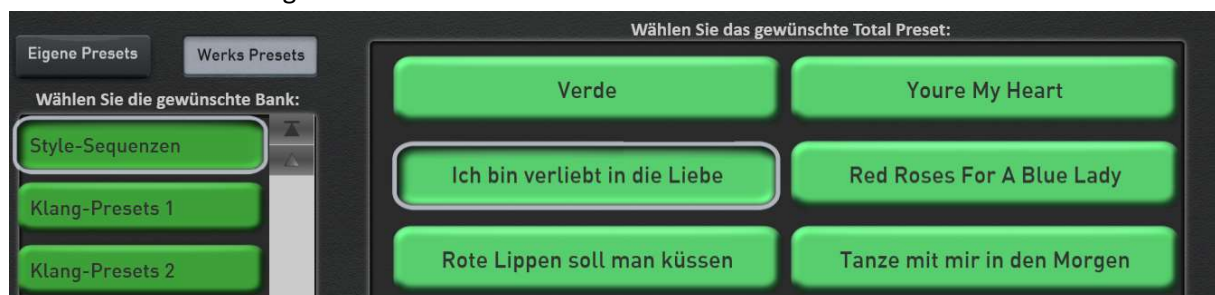 Wählen Sie das gewünschte Total Preset:
Eigene Presets
Werks Presets
Wählen Sie die gewünschte Bank:
Style-Sequenzen
Klang-Presets 1
Klang-Presets 2
Verde
Youre My Heart
Ich bin verliebt in die Liebe
Red Roses For A Blue Lady
Rote Lippen soll man küssen
Tanze mit mir in den Morgen